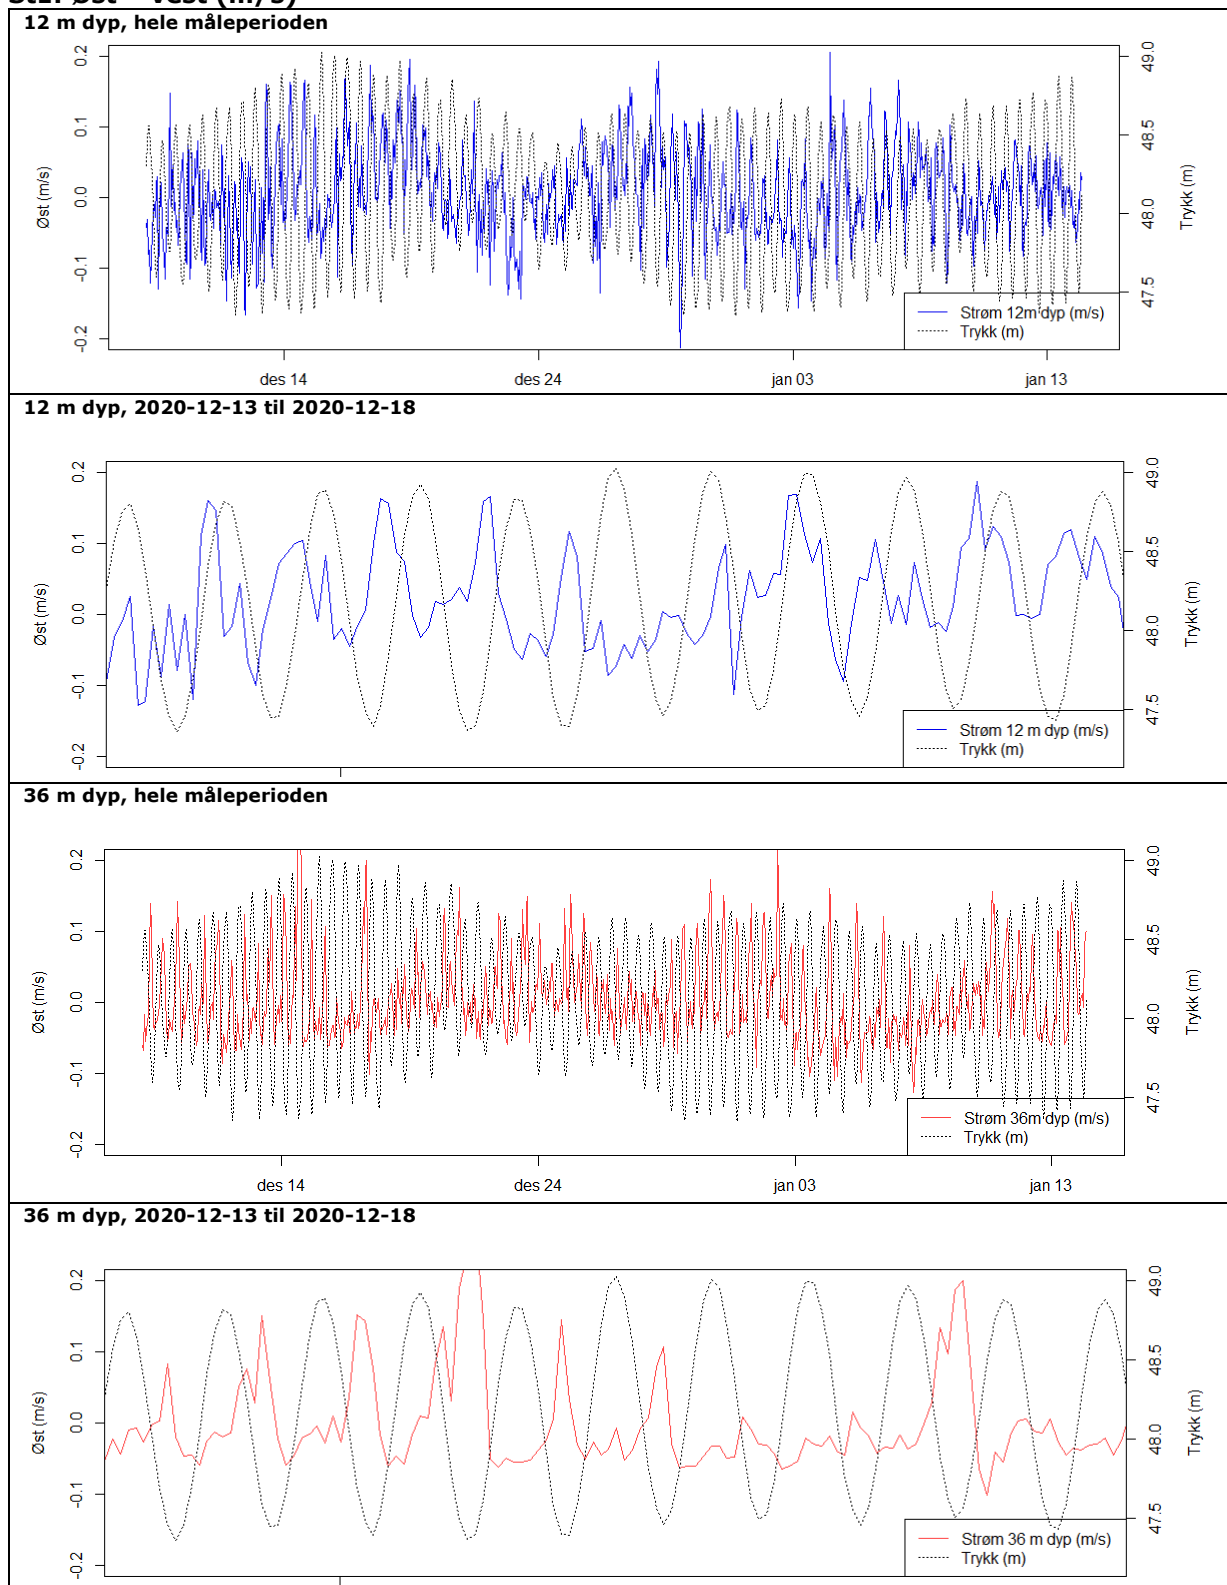 12 m dyp, hele måleperioden
0.2
0.1
0.0
-0.1
-0.2
Øst (m/s)
49.0
48.5
48.0
47.5
Trykk (m)
Strøm 12m dyp (m/s)
Trykk (m)
des 14
des 24
jan 03
jan 13
12 m dyp, 2020-12-13 til 2020-12-18
0.2
0.1
0.0
-0.1
-0.2
Øst (m/s)
49.0
48.5
48.0
47.5
Trykk (m)
Strøm 12 m dyp (m/s)
Trykk (m)
36 m dyp, hele måleperioden
0.2
0.1
0.0
-0.1
-0.2
Øst (m/s)
49.0
48.5
48.0
47.5
Trykk (m)
Strøm 36m dyp (m/s)
Trykk (m)
des 14
des 24
jan 03
jan 13
36 m dyp, 2020-12-13 til 2020-12-18
0.2
0.1
0.0
-0.1
-0.2
Øst (m/s)
49.0
48.5
48.0
47.5
Trykk (m)
Strøm 36 m dyp (m/s)
Trykk (m)